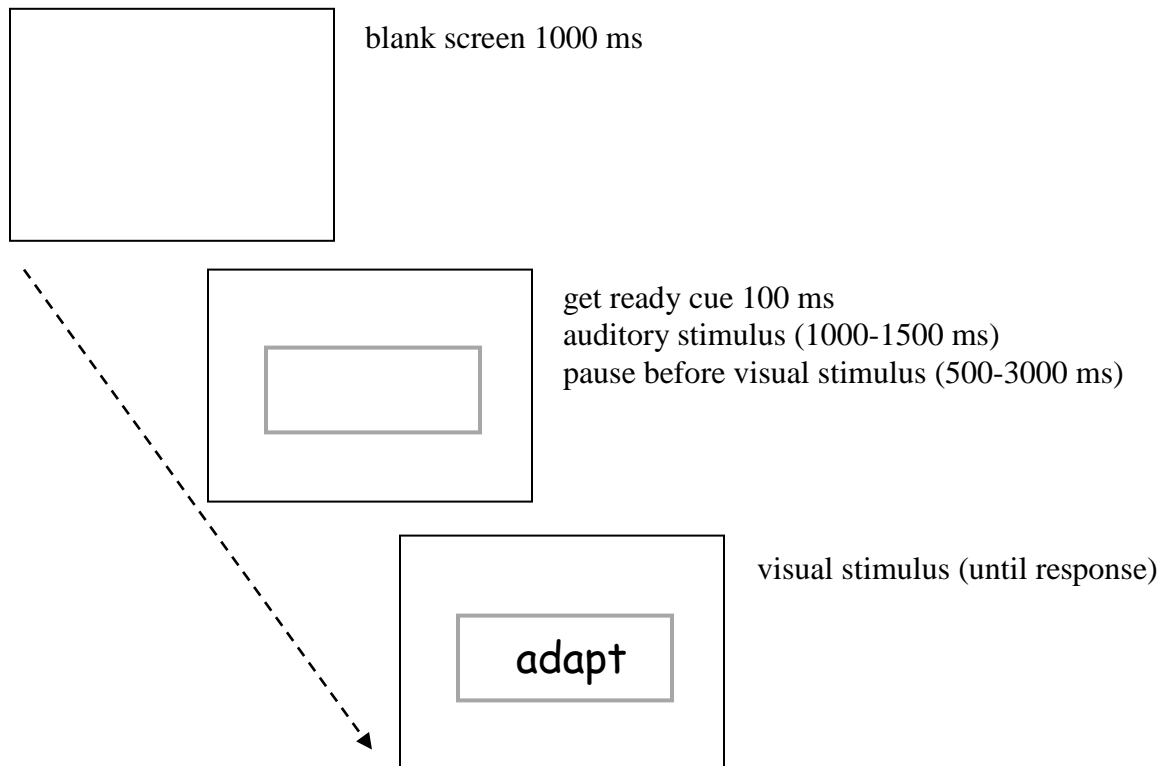 blank screen 1000 ms
get ready cue 100 ms
auditory stimulus (1000-1500 ms)
pause before visual stimulus (500-3000 ms)
visual stimulus (until response)
adapt